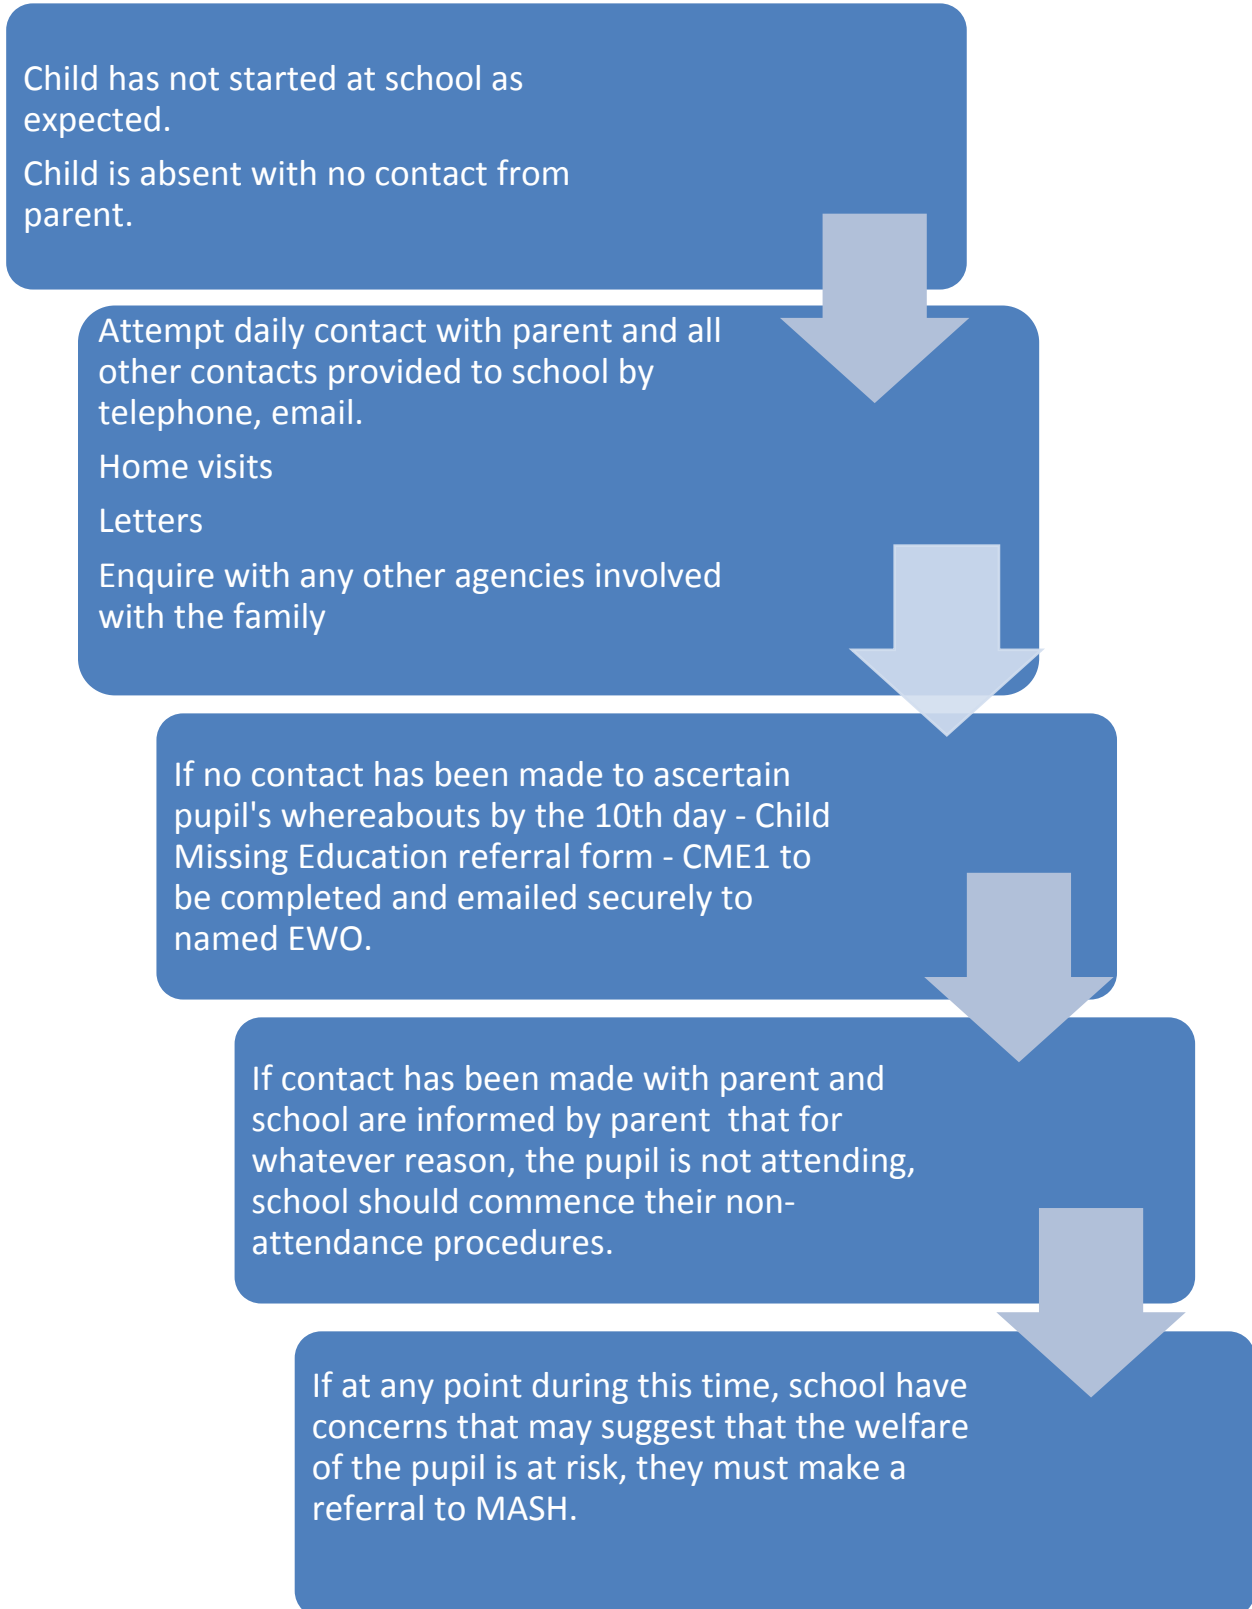 Child has not started at school as
expected.
Child is absent with no contact from
parent.
Attempt daily contact with parent and all
other contacts provided to school by
telephone, email.
Home visits
Letters
Enquire with any other agencies involved
with the family
If no contact has been made to ascertain
pupil's whereabouts by the 10th day - Child
Missing Education referral form - CME1 to
be completed and emailed securely to
named EWO.
If contact has been made with parent and
school are informed by parent  that for
whatever reason, the pupil is not attending,
school should commence their non-
attendance procedures.
If at any point during this time, school have
concerns that may suggest that the welfare
of the pupil is at risk, they must make a
referral to MASH.